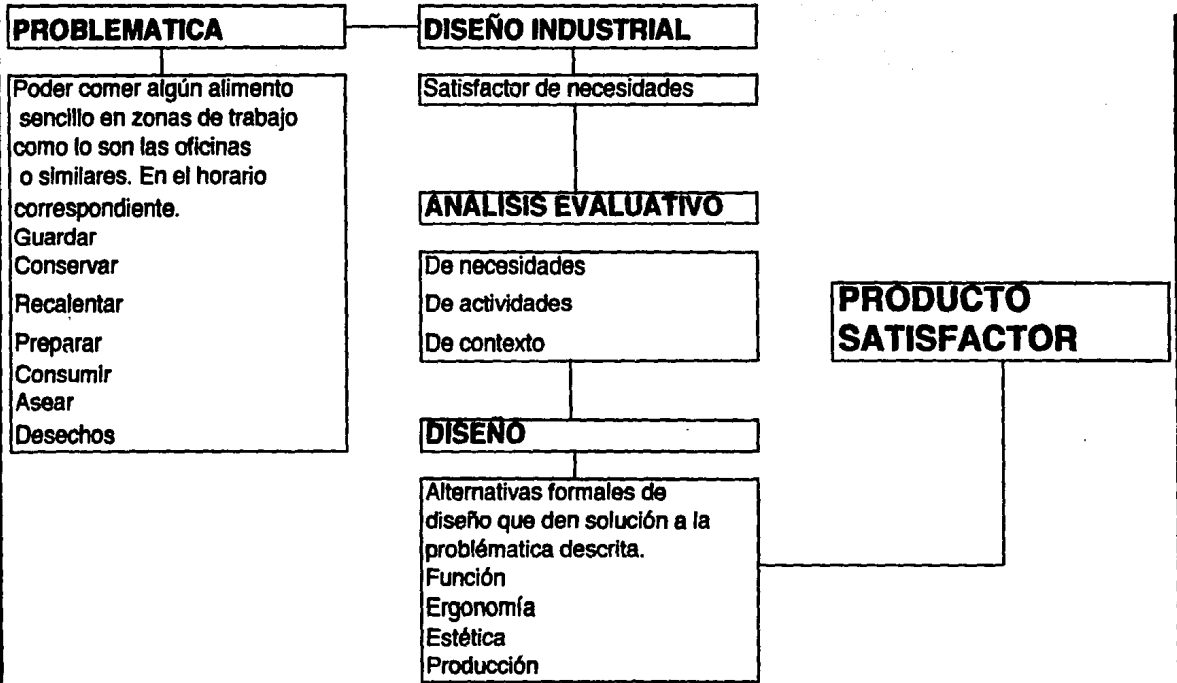 PROBLEMATICA
Poder comer algún alimento
sencillo en zonas de trabajo
como lo son las oficinas
o similares. En el horario
correspondiente.
Guardar
Conservar
Recalentar
Preparar
Consumir
Asear
Desechos
DISEÑO INDUSTRIAL
Satisfactor de necesidades
ANALISIS EVALUATIVO
De necesidades
De actividades
De contexto
DISEÑO
Alternativas formales de
diseño que den solución a la
problématica descrita.
Función
Ergonomía
Estética
Producción
PRODUCTO
SATISFACTOR